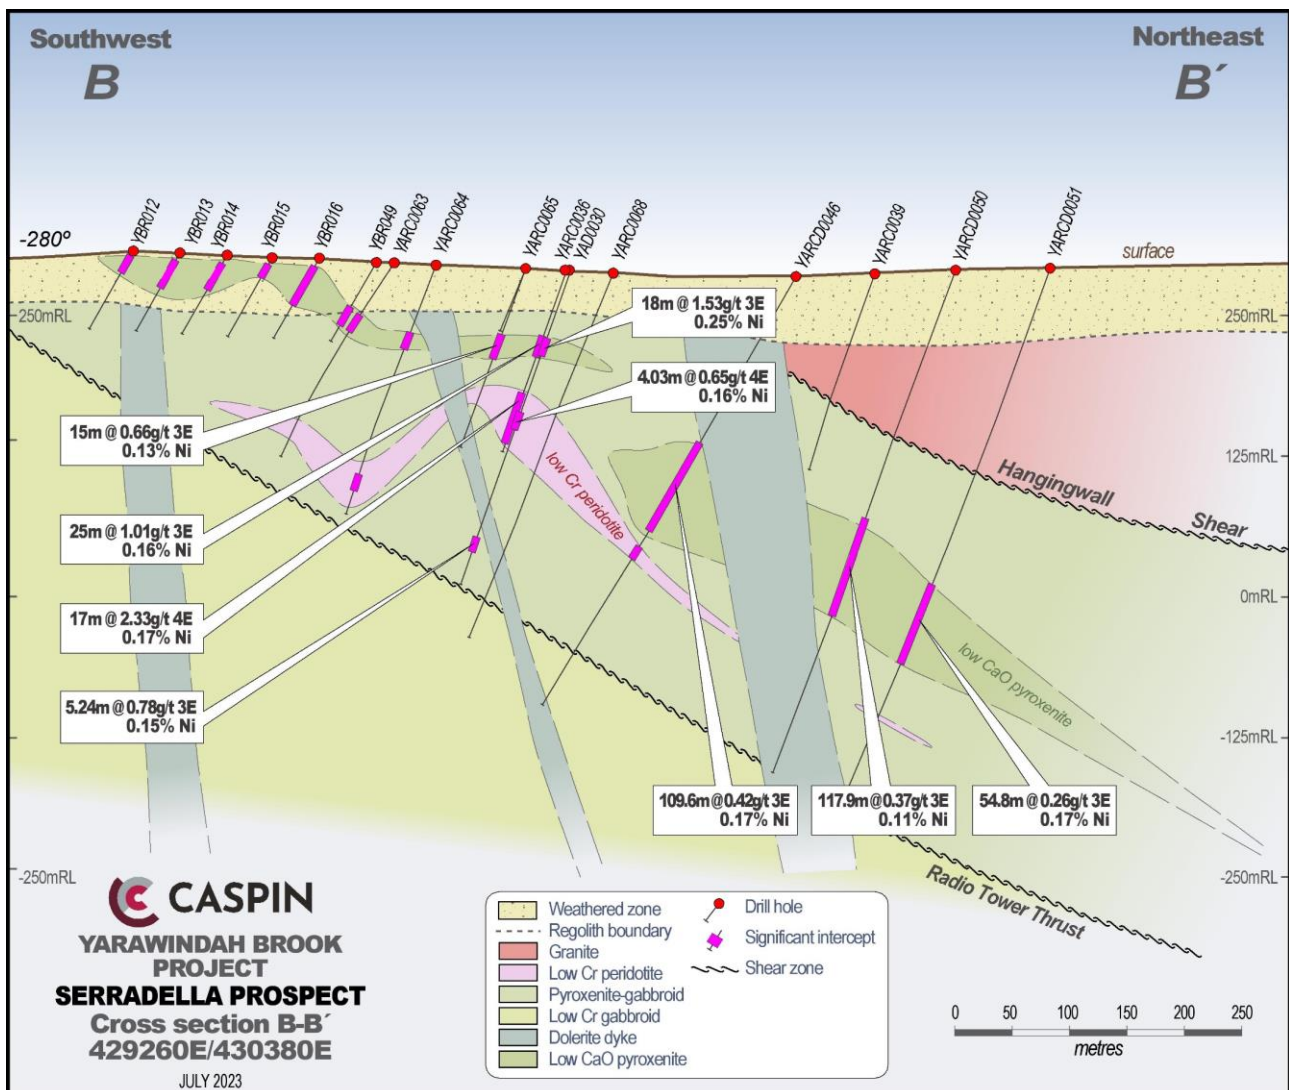 Southwest
B
Northeast
B´
-280º
YBR012
YBR013
YBR014
YBR015
YBR016
YBR049
YARC0063
YARC0064
YARC0065
YARC0036
YAD0030
YARC0068
YARCD0046
YARC0039
YARCD0050
YARCD0051
surface
250mRL
250mRL
18m @ 1.53g/t 3E
0.25% Ni
4.03m @ 0.65g/t 4E
0.16% Ni
15m @ 0.66g/t 3E
0.13% Ni
125mRL
low Cr peridotite
Hangingwall
Shear
25m @ 1.01g/t 3E
0.16% Ni
0mRL
17m @ 2.33g/t 4E
0.17% Ni
low CaO pyroxenite
5.24m @ 0.78g/t 3E
0.15% Ni
-125mRL
109.6m @ 0.42g/t 3E
0.17% Ni
117.9m @ 0.37g/t 3E
0.11% Ni
54.8m @ 0.26g/t 3E
0.17% Ni
-250mRL
-250mRL
Radio Tower Thrust
CASPIN
YARAWINDAH BROOK
PROJECT
SERRADELLA PROSPECT
Cross section B-B´
429260E/430380E
JULY 2023
Weathered zone
Regolith boundary
Granite
Low Cr peridotite
Pyroxenite-gabbroid
Low Cr gabbroid
Dolerite dyke
Low CaO pyroxenite
Drill hole
Significant intercept
Shear zone
0 50 100 150 200 250
metres